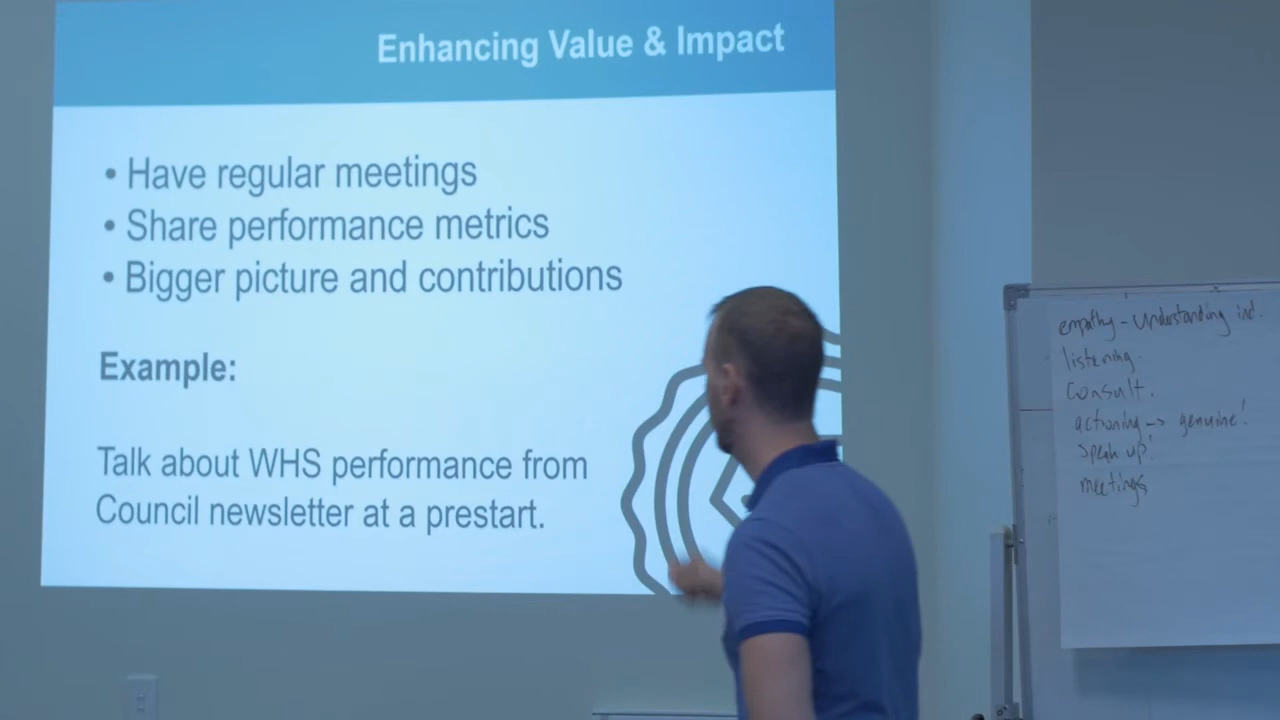 Enhancing Value & Impact
• Have regular meetings
• Share performance metrics
• Bigger picture and contributions
Example:
Talk about WHS performance from
Council newsletter at a prestart.
empathy - understanding ind.
listening.
Consult.
actioning -> genuine!
Speak up!
meetings